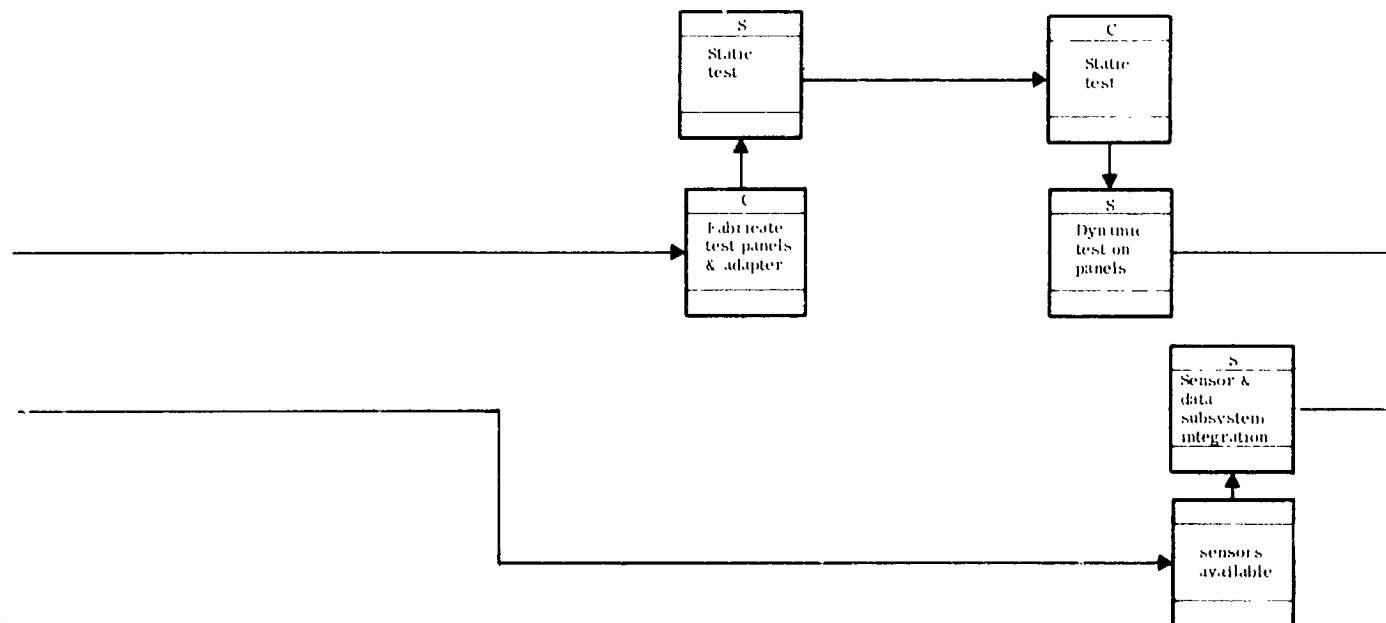 S
Static
test
C
Static
test
C
Fabricate
test panels
& adapter
S
Dynamic
test on
panels
S
Sensor &
data
subsystem
integration
sensors
available